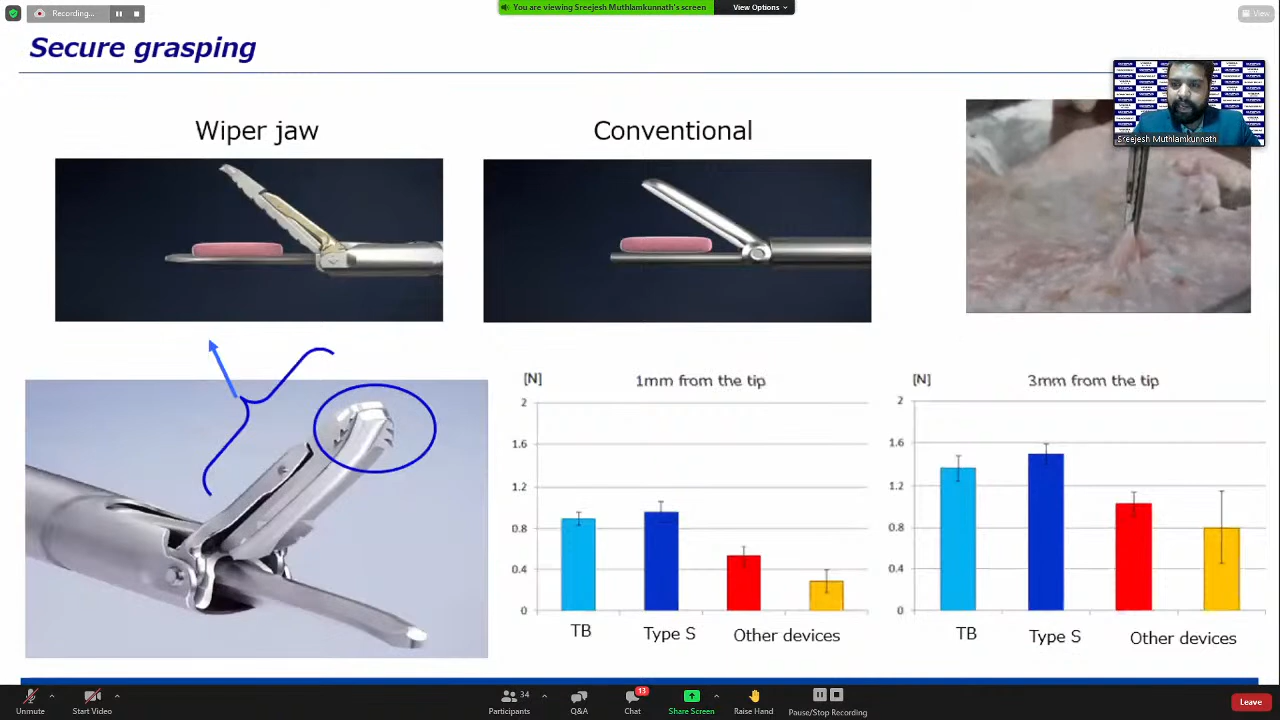 Recording...
You are viewing Sreejesh Muthlamkunnath's screen
View Options
View
Secure grasping
Wiper jaw
Conventional
Sreejesh Muthlamkunnath
[N]
1mm from the tip
2
1.6
1.2
0.8
0.4
0
TB
Type S
Other devices
[N]
3mm from the tip
2
1.6
1.2
0.8
0.4
0
TB
Type S
Other devices
Unmute
Start Video
34
Participants
Q&A
13
Chat
Share Screen
Raise Hand
Pause/Stop Recording
Leave